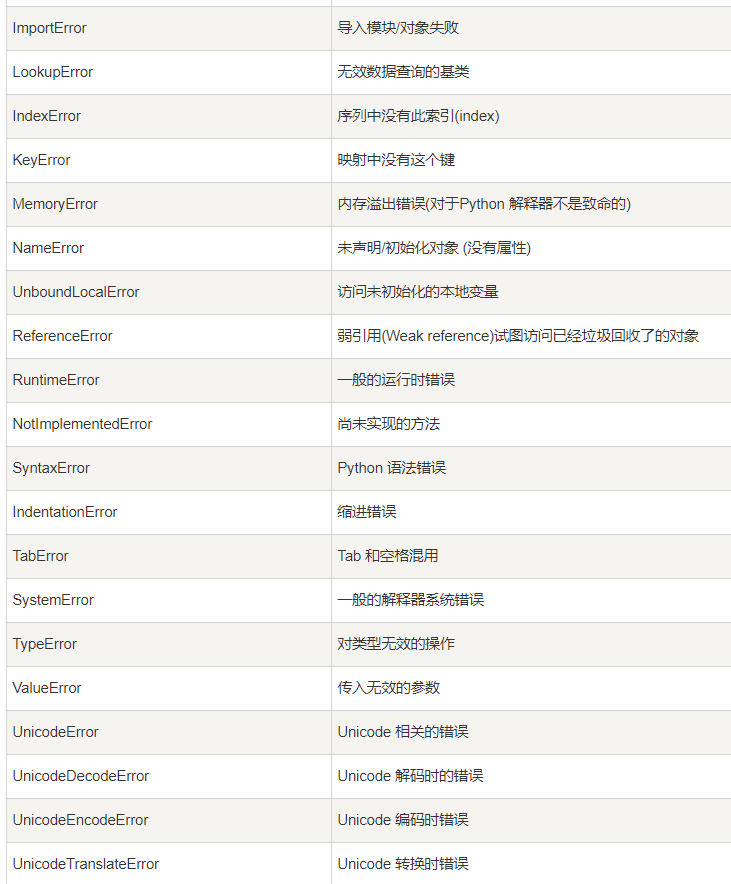 ImportError 导入模块/对象失败
LookupError 无效数据查询的基类
IndexError 序列中没有此索引(index)
KeyError 映射中没有这个键
MemoryError 内存溢出错误(对于Python 解释器不是致命的)
NameError 未声明/初始化对象 (没有属性)
UnboundLocalError 访问未初始化的本地变量
ReferenceError 弱引用(Weak reference)试图访问已经垃圾回收了的对象
RuntimeError 一般的运行时错误
NotImplementedError 尚未实现的方法
SyntaxError Python 语法错误
IndentationError 缩进错误
TabError Tab 和空格混用
SystemError 一般的解释器系统错误
TypeError 对类型无效的操作
ValueError 传入无效的参数
UnicodeError Unicode 相关的错误
UnicodeDecodeError Unicode 解码时的错误
UnicodeEncodeError Unicode 编码时错误
UnicodeTranslateError Unicode 转换时错误